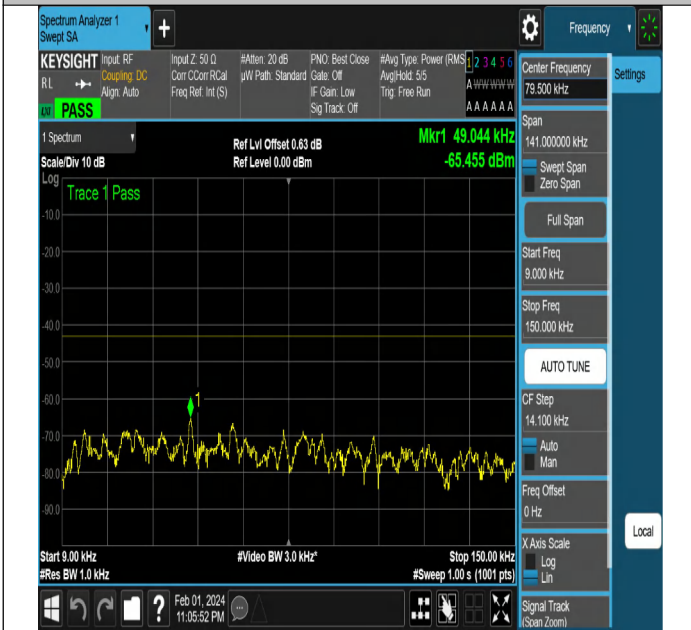 Spectrum Analyzer 1
Swept SA
+
Frequency
KEYSIGHT
RL
LXI
PASS
Input: RF
Coupling: DC
Align: Auto
Input Z: 50 Ω
Corr CCorr RCal
Freq Ref: Int (S)
#Atten: 20 dB
µW Path: Standard
PNO: Best Close
Gate: Off
IF Gain: Low
Sig Track: Off
#Avg Type: Power (RMS
Avg|Hold: 5/5
Trig: Free Run
1 2 3 4 5 6
A W W W W W
A A A A A A
1 Spectrum
Scale/Div 10 dB
Ref Lvl Offset 0.63 dB
Ref Level 0.00 dBm
Mkr1 49.044 kHz
-65.455 dBm
Log
Trace 1 Pass
-10.0
-20.0
-30.0
-40.0
-50.0
-60.0
-70.0
-80.0
-90.0
1
Start 9.00 kHz
#Res BW 1.0 kHz
#Video BW 3.0 kHz*
Stop 150.00 kHz
#Sweep 1.00 s (1001 pts)
?
Feb 01, 2024
11:05:52 PM
Center Frequency
79.500 kHz
Settings
Span
141.000000 kHz
Swept Span
Zero Span
Full Span
Start Freq
9.000 kHz
Stop Freq
150.000 kHz
AUTO TUNE
CF Step
14.100 kHz
Auto
Man
Freq Offset
0 Hz
X Axis Scale
Log
Lin
Signal Track
(Span Zoom)
Local